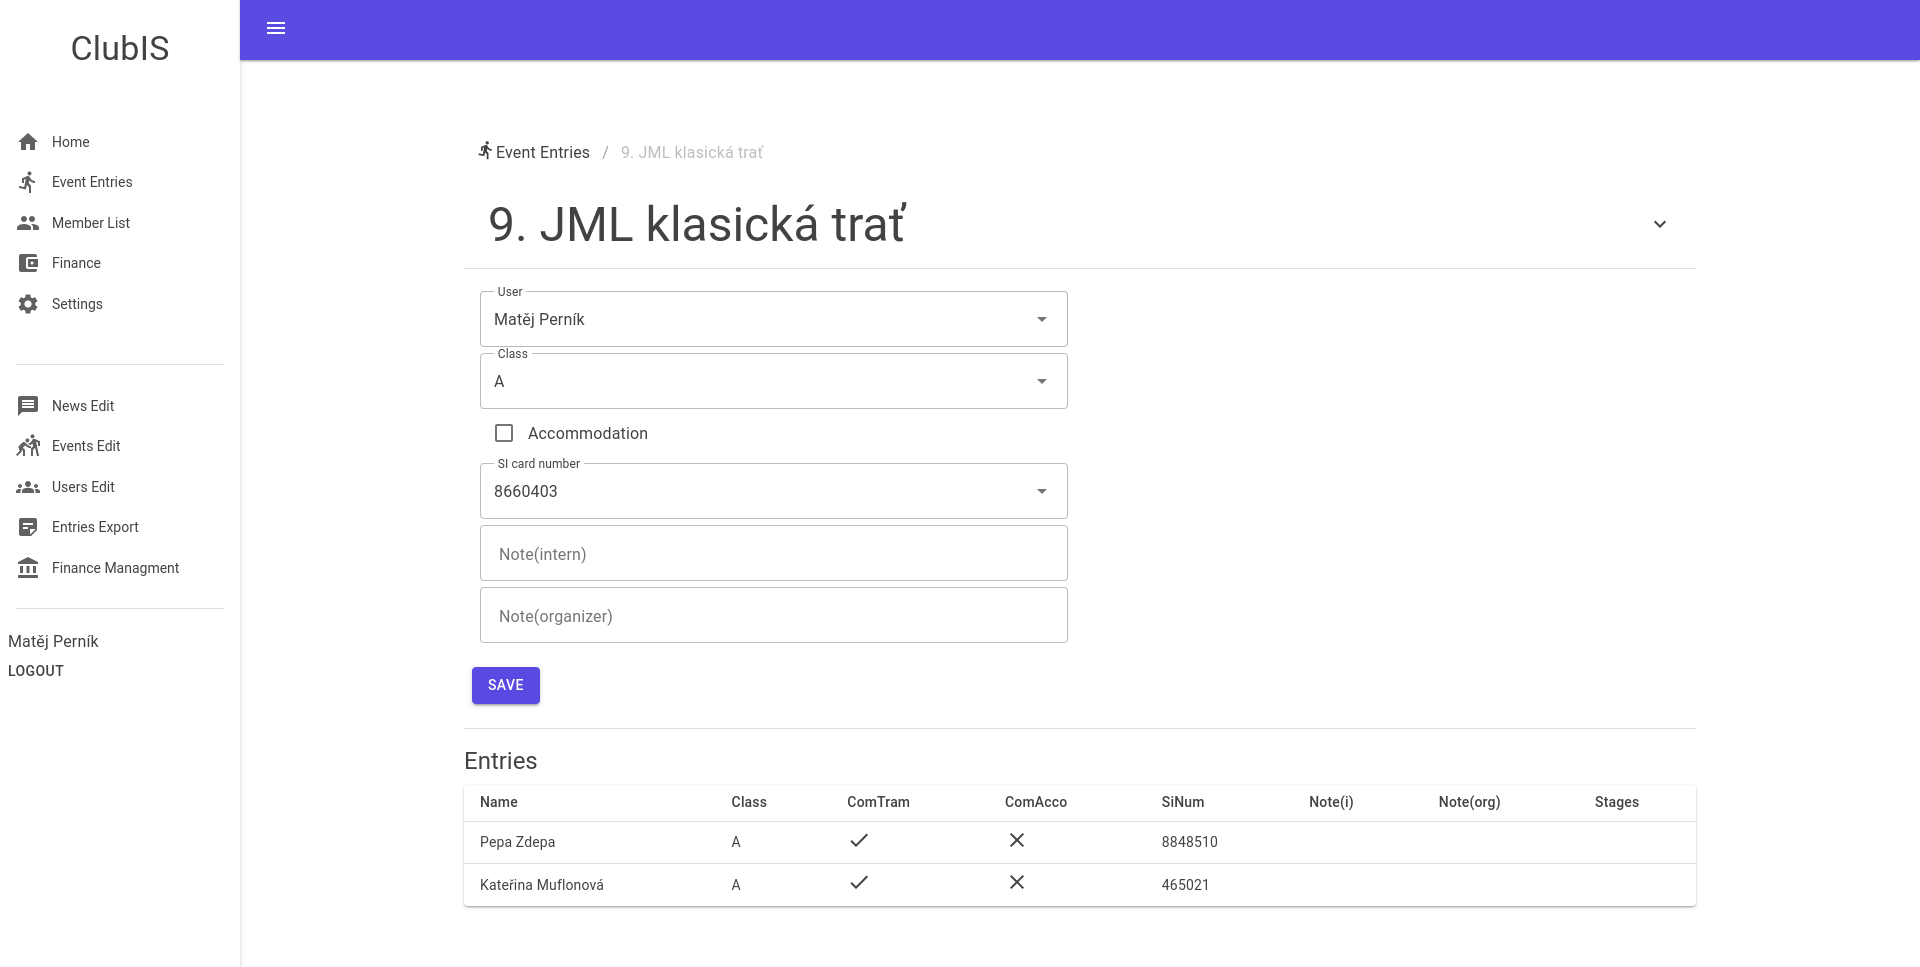 ClubIS
Home
Event Entries
Member List
Finance
Settings
News Edit
Events Edit
Users Edit
Entries Export
Finance Managment
Matěj Perník
LOGOUT
Event Entries / 9. JML klasická trať
9. JML klasická trať
User
Matěj Perník
Class
A
Accommodation
SI card number
8660403
Note(intern)
Note(organizer)
SAVE
Entries
Name Class ComTram ComAcco SiNum Note(i) Note(org) Stages
Pepa Zdepa A 8848510
Kateřina Muflonová A 465021